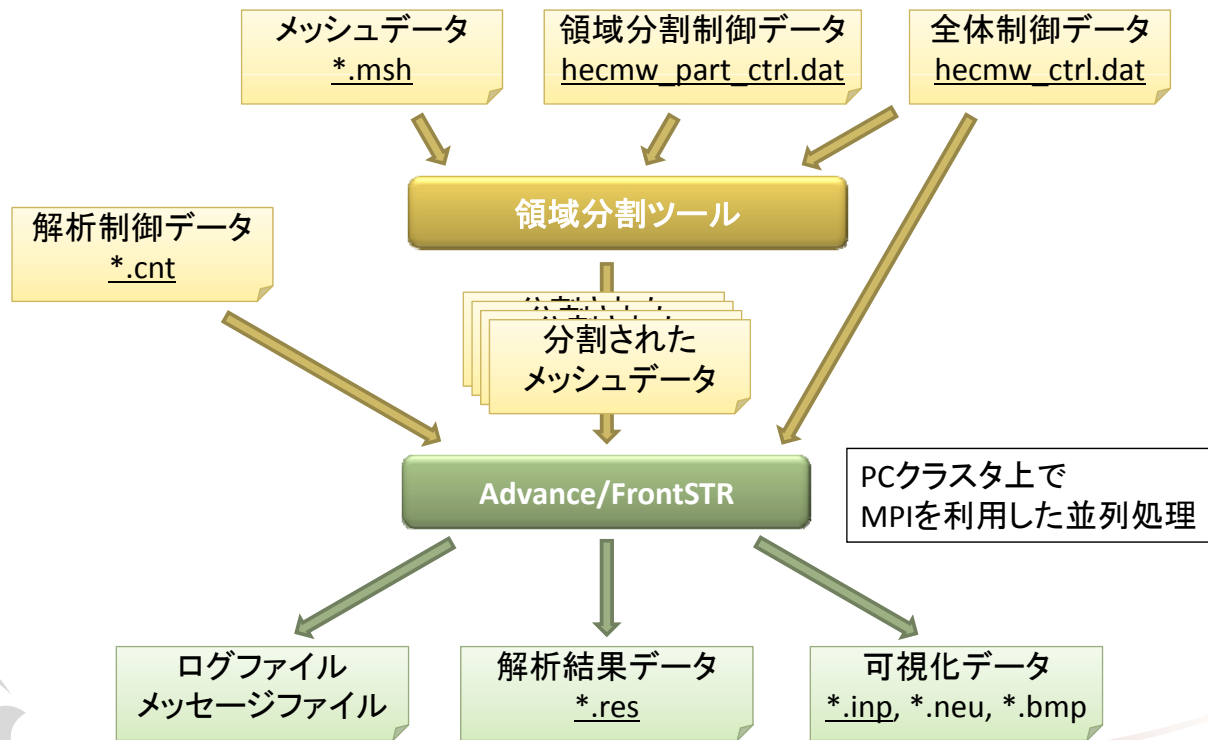 メッシュデータ
*.msh
領域分割制御データ
hecmw_part_ctrl.dat
全体制御データ
hecmw_ctrl.dat
領域分割ツール
解析制御データ
*.cnt
分割された
メッシュデータ
Advance/FrontSTR
PCクラスタ上で
MPIを利用した並列処理
ログファイル
メッセージファイル
解析結果データ
*.res
可視化データ
*.inp, *.neu, *.bmp